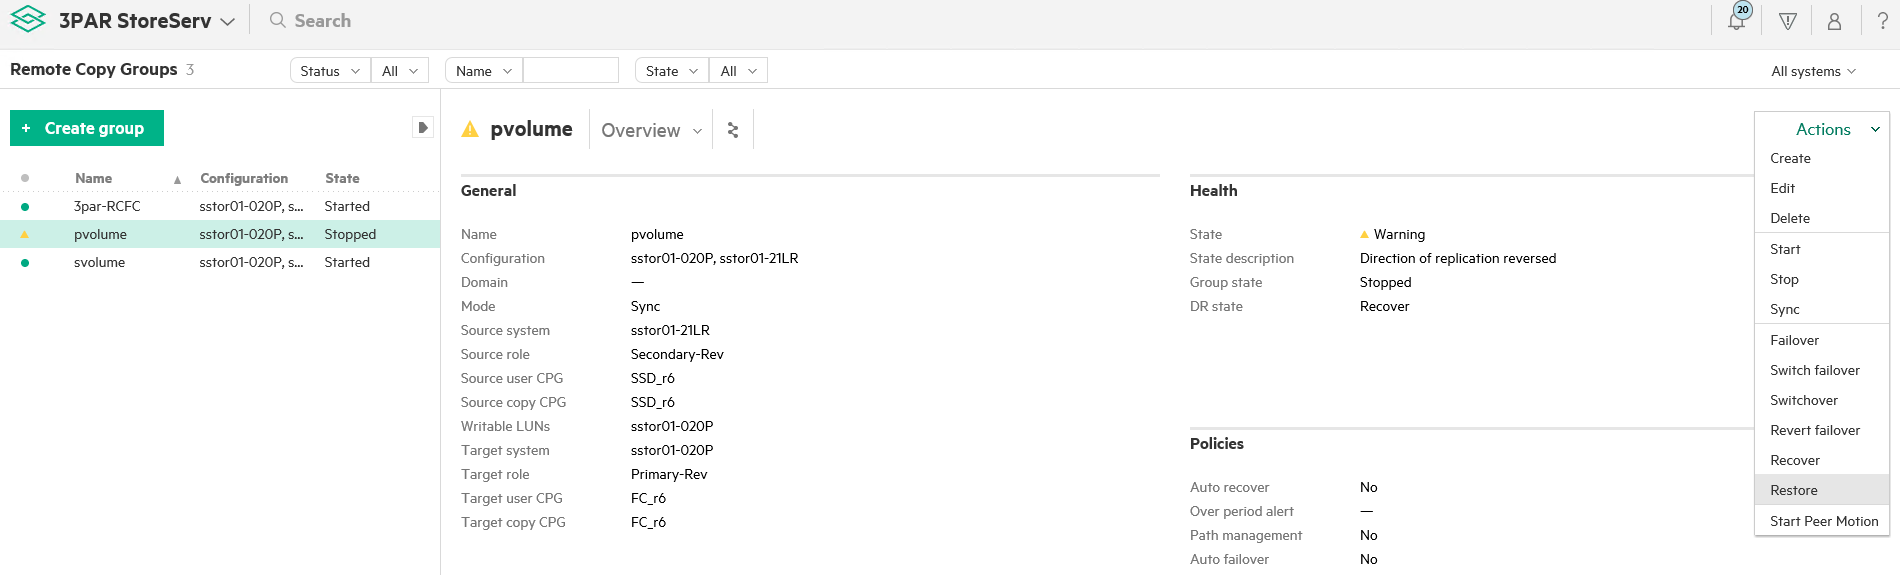 3PAR StoreServ Search 20 ?
Remote Copy Groups 3 Status All Name State All All systems
+ Create group
pvolume Overview
Actions
Name Configuration State
3par-RCFC sstor01-020P, s... Started
pvolume sstor01-020P, s... Stopped
svolume sstor01-020P, s... Started
General
Name pvolume
Configuration sstor01-020P, sstor01-21LR
Domain —
Mode Sync
Source system sstor01-21LR
Source role Secondary-Rev
Source user CPG SSD_r6
Source copy CPG SSD_r6
Writable LUNs sstor01-020P
Target system sstor01-020P
Target role Primary-Rev
Target user CPG FC_r6
Target copy CPG FC_r6
Health
State Warning
State description Direction of replication reversed
Group state Stopped
DR state Recover
Policies
Auto recover No
Over period alert —
Path management No
Auto failover No
Create
Edit
Delete
Start
Stop
Sync
Failover
Switch failover
Switchover
Revert failover
Recover
Restore
Start Peer Motion